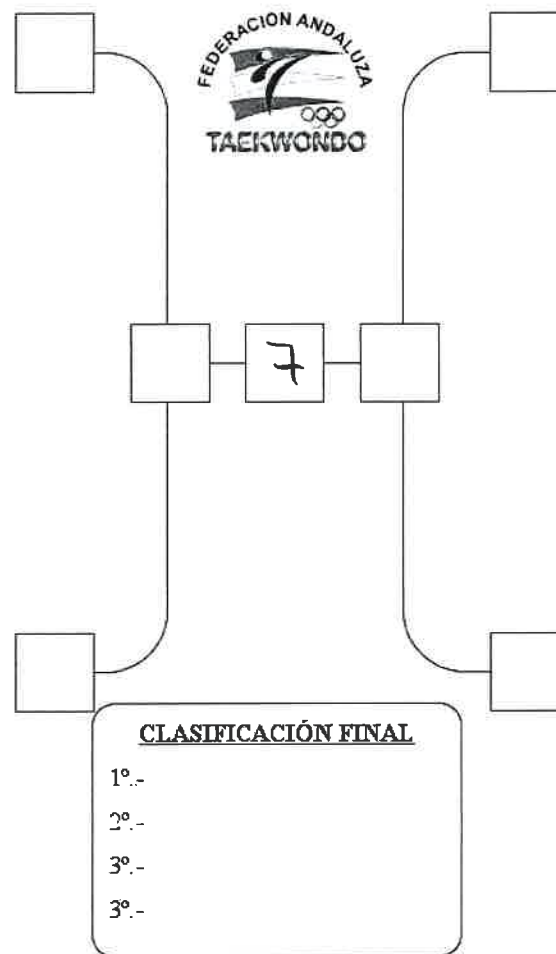 FEDERACION ANDALUZA
TAEKWONDO
7
CLASIFICACIÓN FINAL
1º.-
2º.-
3º.-
3º.-